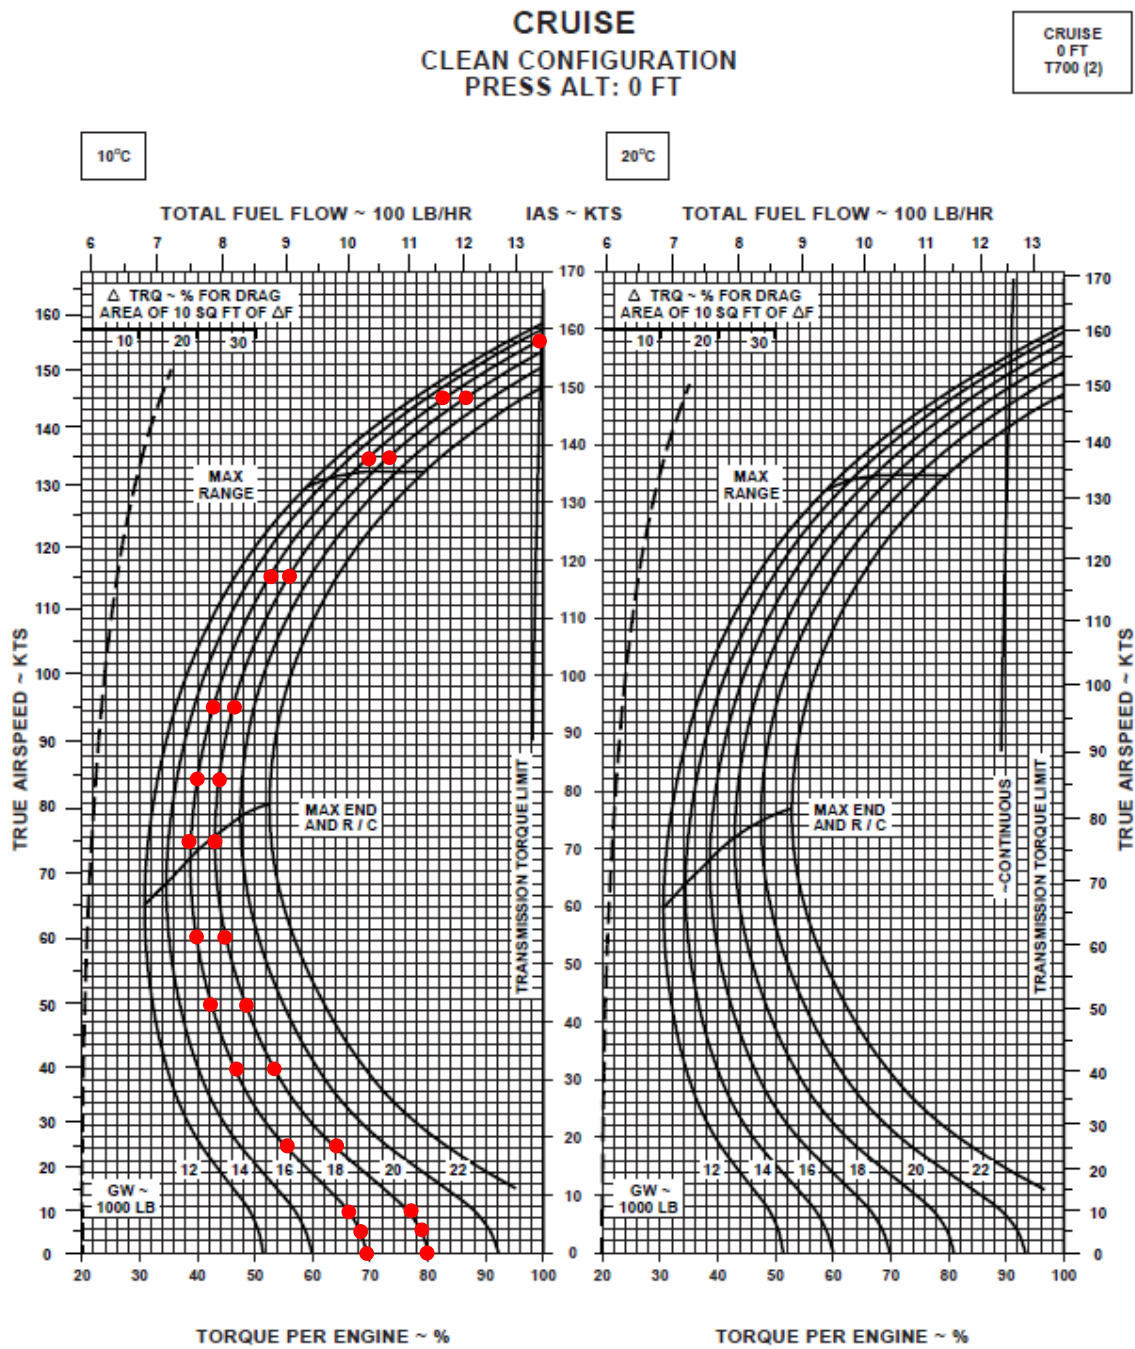 CRUISE
CLEAN CONFIGURATION
PRESS ALT: 0 FT
CRUISE
0 FT
T700 (2)
10°C
20°C
TOTAL FUEL FLOW ~ 100 LB/HR
IAS ~ KTS
TOTAL FUEL FLOW ~ 100 LB/HR
6 7 8 9 10 11 12 13
6 7 8 9 10 11 12 13
Δ TRQ ~ % FOR DRAG
AREA OF 10 SQ FT OF ΔF
10 20 30
Δ TRQ ~ % FOR DRAG
AREA OF 10 SQ FT OF ΔF
10 20 30
TRUE AIRSPEED ~ KTS
160
150
140
130
120
110
100
90
80
70
60
50
40
30
20
10
0
MAX
RANGE
MAX END
AND R / C
TRANSMISSION TORQUE LIMIT
12 14 16 18 20 22
GW ~
1000 LB
170
160
150
140
130
120
110
100
90
80
70
60
50
40
30
20
10
0
MAX
RANGE
MAX END
AND R / C
~CONTINUOUS
TRANSMISSION TORQUE LIMIT
12 14 16 18 20 22
GW ~
1000 LB
170
160
150
140
130
120
110
100
90
80
70
60
50
40
30
20
10
0
TRUE AIRSPEED ~ KTS
20 30 40 50 60 70 80 90 100
20 30 40 50 60 70 80 90 100
TORQUE PER ENGINE ~ %
TORQUE PER ENGINE ~ %